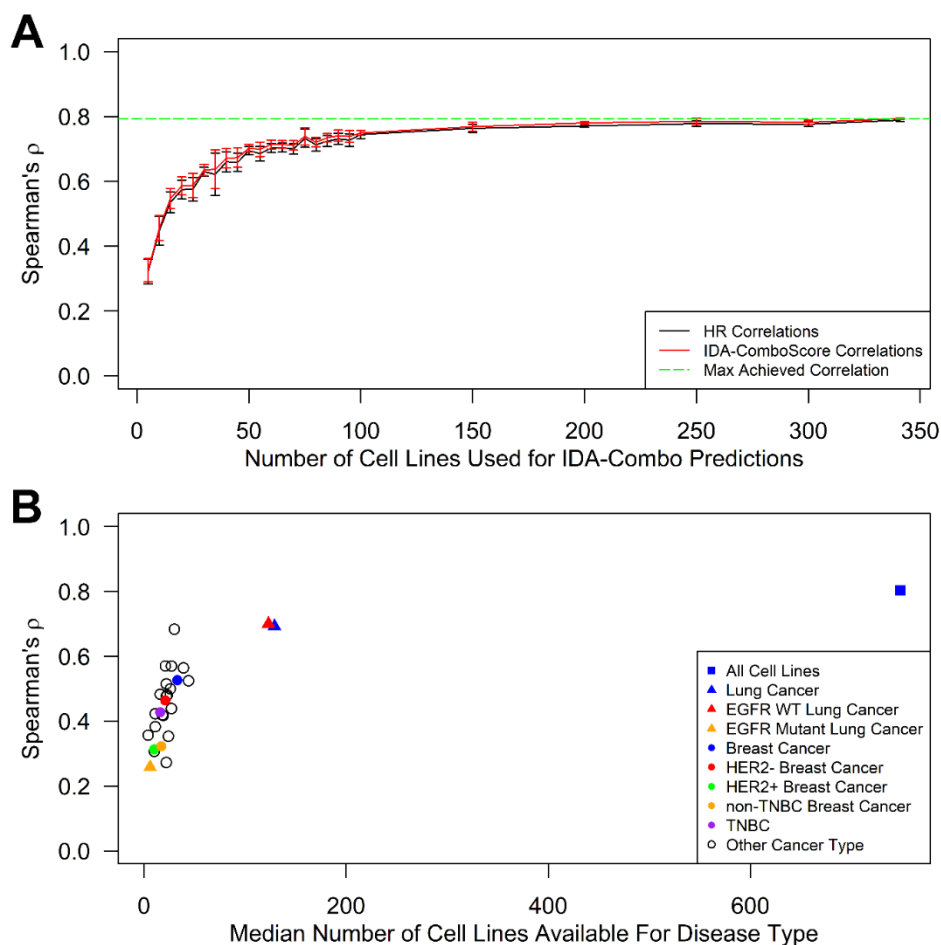 A
1.0
0.8
0.6
0.4
0.2
0.0
Spearman's ρ
HR Correlations
IDA-ComboScore Correlations
Max Achieved Correlation
0 50 100 150 200 250 300 350
Number of Cell Lines Used for IDA-Combo Predictions
B
1.0
0.8
0.6
0.4
0.2
0.0
Spearman's ρ
All Cell Lines
Lung Cancer
EGFR WT Lung Cancer
EGFR Mutant Lung Cancer
Breast Cancer
HER2- Breast Cancer
HER2+ Breast Cancer
non-TNBC Breast Cancer
TNBC
Other Cancer Type
0 200 400 600
Median Number of Cell Lines Available For Disease Type